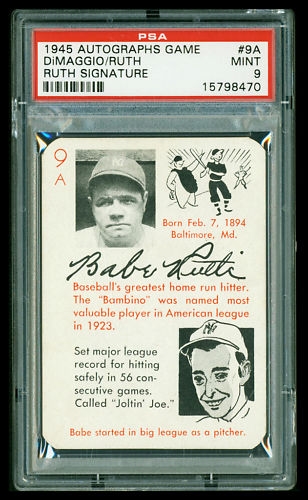 PSA
1945 AUTOGRAPHS GAME #9A
DiMAGGIO/RUTH MINT
RUTH SIGNATURE 9
15798470
9
A
NY
Born Feb. 7, 1894
Baltimore, Md.
Babe Ruth
Baseball's greatest home run hitter.
The "Bambino" was named most
valuable player in American league
in 1923.
Set major league
record for hitting
safely in 56 con-
secutive games.
Called "Joltin' Joe."
NY
Babe started in big league as a pitcher.